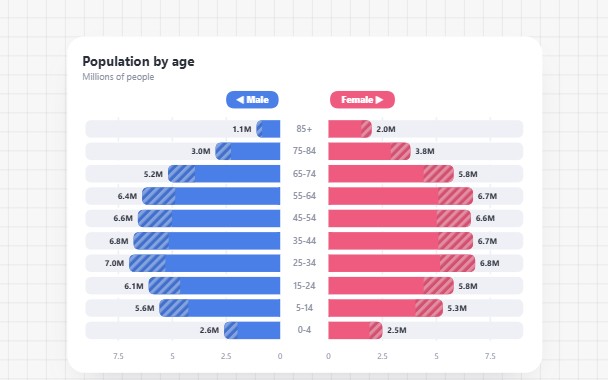 Population by age
Millions of people
◀ Male Female ▶
1.1M 85+ 2.0M
3.0M 75-84 3.8M
5.2M 65-74 5.8M
6.4M 55-64 6.7M
6.6M 45-54 6.6M
6.8M 35-44 6.7M
7.0M 25-34 6.8M
6.1M 15-24 5.8M
5.6M 5-14 5.3M
2.6M 0-4 2.5M
7.5 5 2.5 0 0 2.5 5 7.5